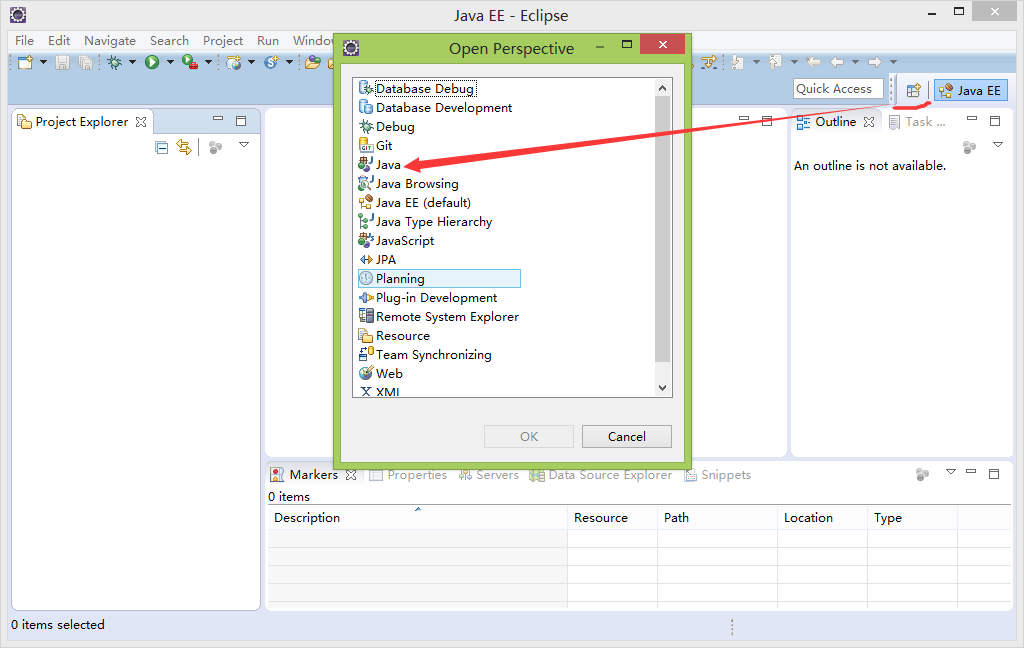 Java EE - Eclipse
File Edit Navigate Search Project Run
Open Perspective
Quick Access
Java EE
Project Explorer
Database Debug
Database Development
Debug
Git
Java
Java Browsing
Java EE (default)
Java Type Hierarchy
JavaScript
JPA
Planning
Plug-in Development
Remote System Explorer
Resource
Team Synchronizing
Web
XML
OK
Cancel
Outline
Task ...
An outline is not available.
Markers
Properties
Servers
Data Source Explorer
Snippets
0 items
Description Resource Path Location Type
0 items selected